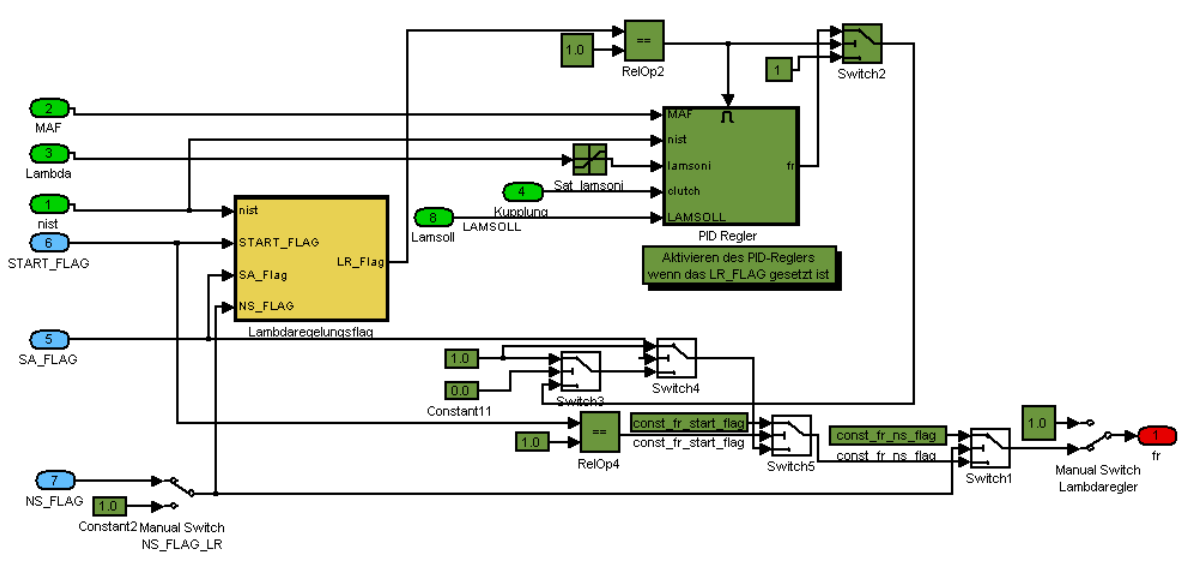 1.0
==
RelOp2
1
Switch2
2
MAF
3
Lambda
1
nist
6
START_FLAG
5
SA_FLAG
7
NS_FLAG
1.0
Constant2
Manual Switch
NS_FLAG_LR
nist
START_FLAG
SA_Flag
NS_FLAG
LR_Flag
Lambdaregelungsflag
Sat_lamsoni
4
Kupplung
8
Lamsoll
LAMSOLL
MAF
nist
lamsoni
clutch
LAMSOLL
fr
PID Regler
Aktivieren des PID-Reglers
wenn das LR_FLAG gesetzt ist
1.0
0.0
Constant11
Switch3
Switch4
1.0
==
RelOp4
const_fr_start_flag
const_fr_start_flag
Switch5
const_fr_ns_flag
const_fr_ns_flag
Switch1
1.0
Manual Switch
Lambdaregler
1
fr